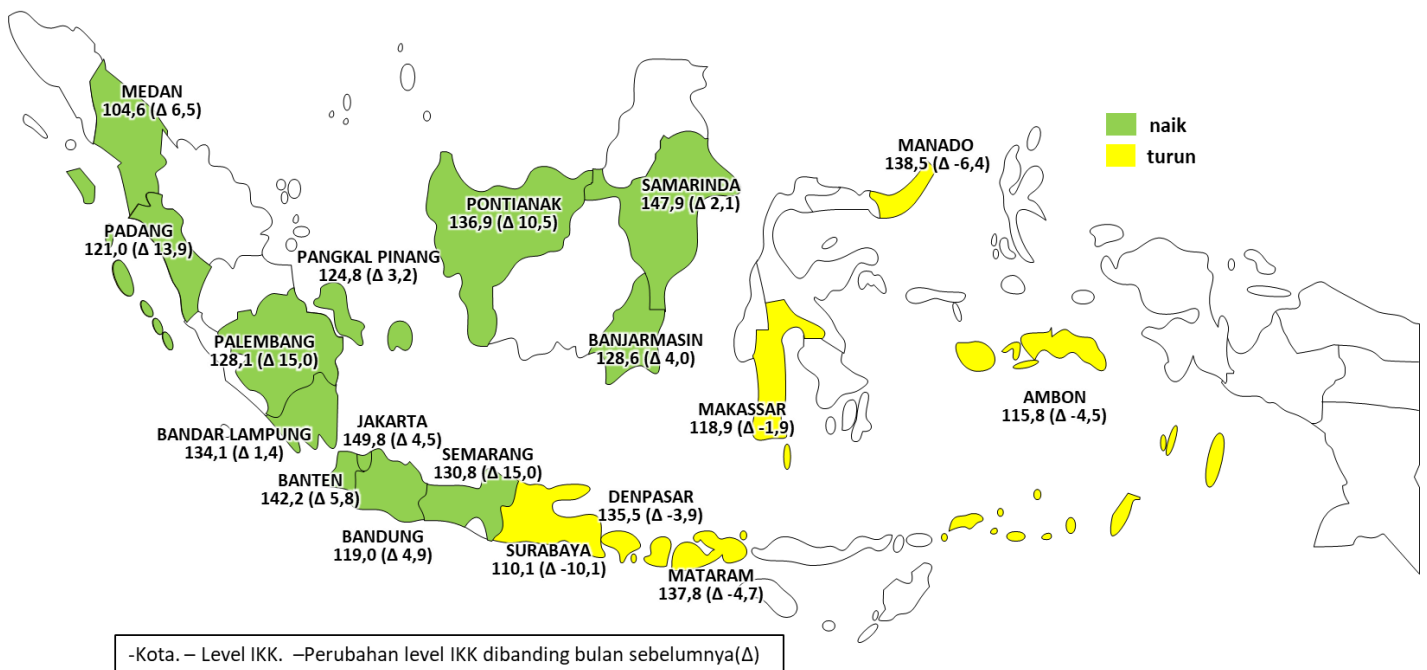 MEDAN
104,6 (Δ 6,5)
PADANG
121,0 (Δ 13,9)
PANGKAL PINANG
124,8 (Δ 3,2)
PALEMBANG
128,1 (Δ 15,0)
BANDAR LAMPUNG
134,1 (Δ 1,4)
JAKARTA
149,8 (Δ 4,5)
BANTEN
142,2 (Δ 5,8)
BANDUNG
119,0 (Δ 4,9)
SEMARANG
130,8 (Δ 15,0)
SURABAYA
110,1 (Δ -10,1)
DENPASAR
135,5 (Δ -3,9)
MATARAM
137,8 (Δ -4,7)
PONTIANAK
136,9 (Δ 10,5)
SAMARINDA
147,9 (Δ 2,1)
BANJARMASIN
128,6 (Δ 4,0)
MANADO
138,5 (Δ -6,4)
MAKASSAR
118,9 (Δ -1,9)
AMBON
115,8 (Δ -4,5)
naik
turun
-Kota. – Level IKK. –Perubahan level IKK dibanding bulan sebelumnya(Δ)